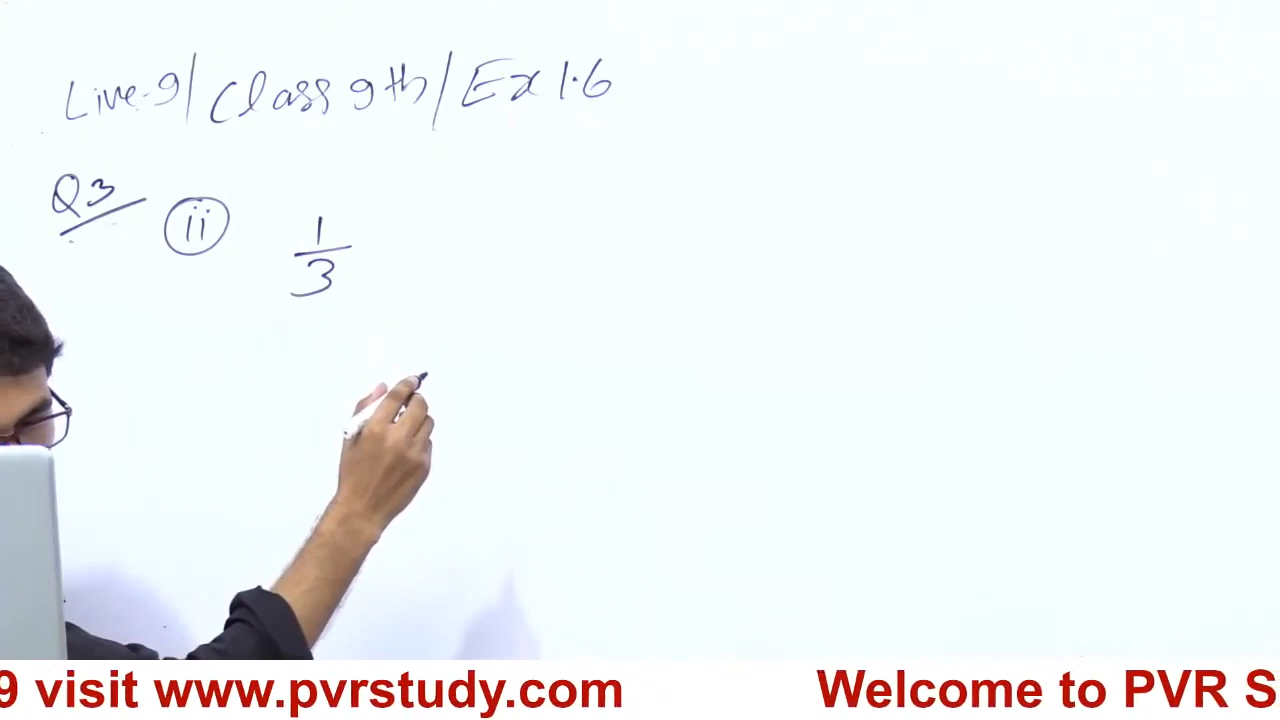 Live-9/Class 9th/Ex 1.6
Q3
ii 1/3
9 visit www.pvrstudy.com Welcome to PVR S